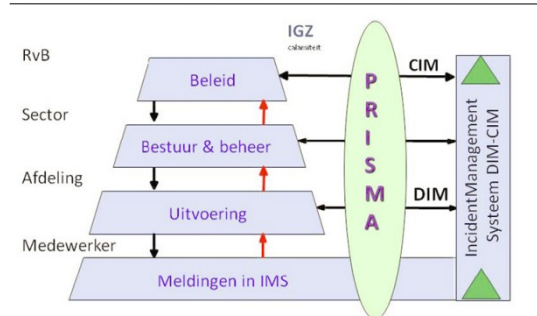 IGZ
calamiteit
RvB
Beleid
CIM
Sector
Bestuur & beheer
Afdeling
Uitvoering
DIM
Medewerker
Meldingen in IMS
PRISMA
IncidentManagement
Systeem DIM-CIM